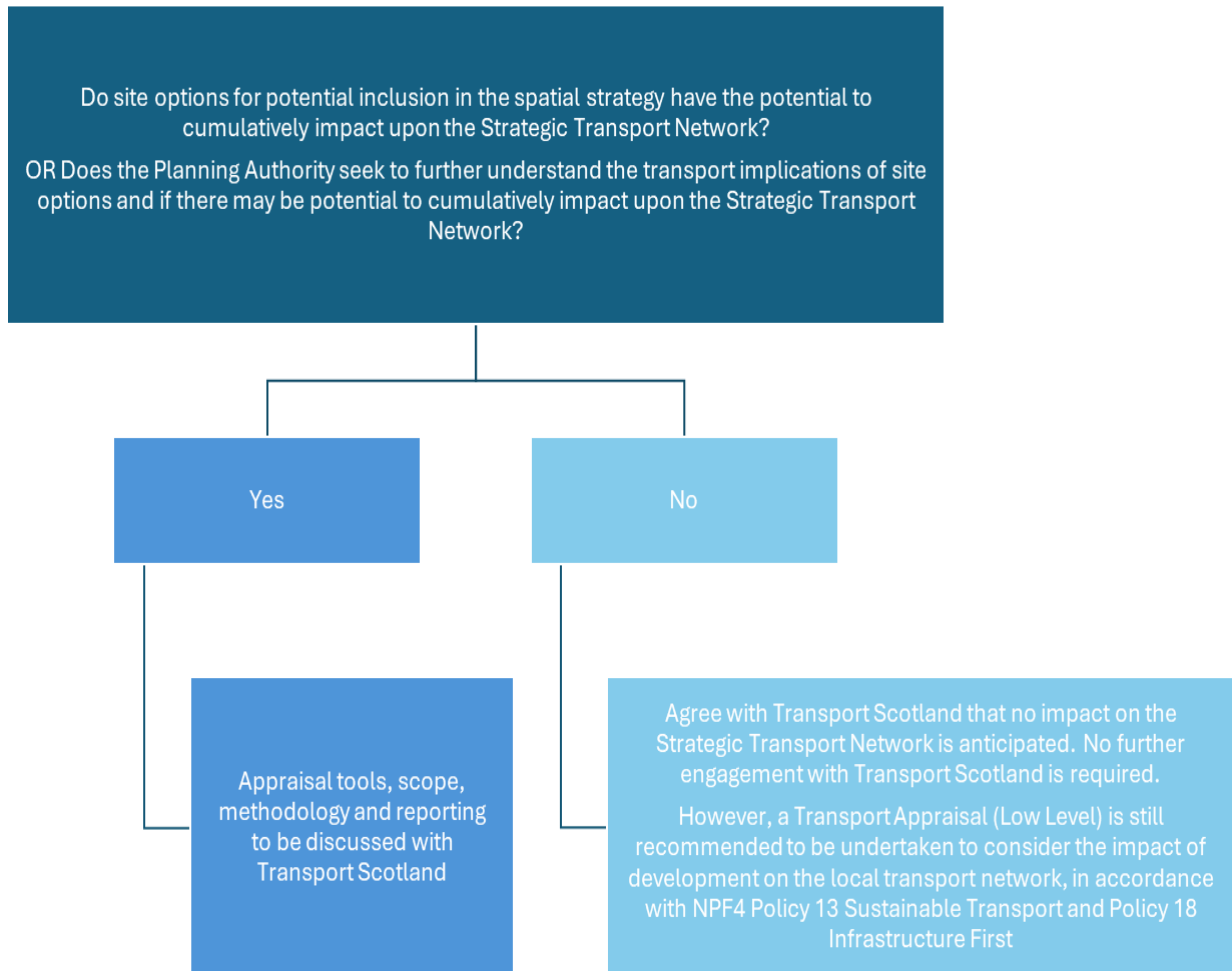 Do site options for potential inclusion in the spatial strategy have the potential to
cumulatively impact upon the Strategic Transport Network?
OR Does the Planning Authority seek to further understand the transport implications of site
options and if there may be potential to cumulatively impact upon the Strategic Transport
Network?
Yes
No
Appraisal tools, scope,
methodology and reporting
to be discussed with
Transport Scotland
Agree with Transport Scotland that no impact on the
Strategic Transport Network is anticipated. No further
engagement with Transport Scotland is required.
However, a Transport Appraisal (Low Level) is still
recommended to be undertaken to consider the impact of
development on the local transport network, in accordance
with NPF4 Policy 13 Sustainable Transport and Policy 18
Infrastructure First